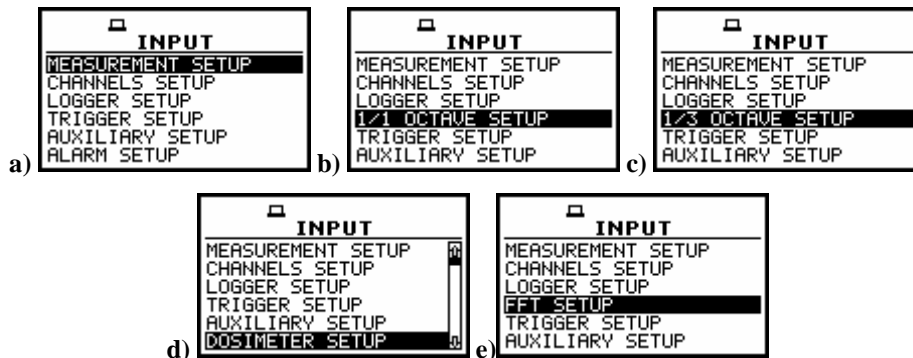 INPUT
MEASUREMENT SETUP
CHANNELS SETUP
LOGGER SETUP
TRIGGER SETUP
AUXILIARY SETUP
ALARM SETUP
a)
INPUT
MEASUREMENT SETUP
CHANNELS SETUP
LOGGER SETUP
1/1 OCTAVE SETUP
TRIGGER SETUP
AUXILIARY SETUP
b)
INPUT
MEASUREMENT SETUP
CHANNELS SETUP
LOGGER SETUP
1/3 OCTAVE SETUP
TRIGGER SETUP
AUXILIARY SETUP
c)
INPUT
MEASUREMENT SETUP
CHANNELS SETUP
LOGGER SETUP
TRIGGER SETUP
AUXILIARY SETUP
DOSIMETER SETUP
d)
INPUT
MEASUREMENT SETUP
CHANNELS SETUP
LOGGER SETUP
FFT SETUP
TRIGGER SETUP
AUXILIARY SETUP
e)